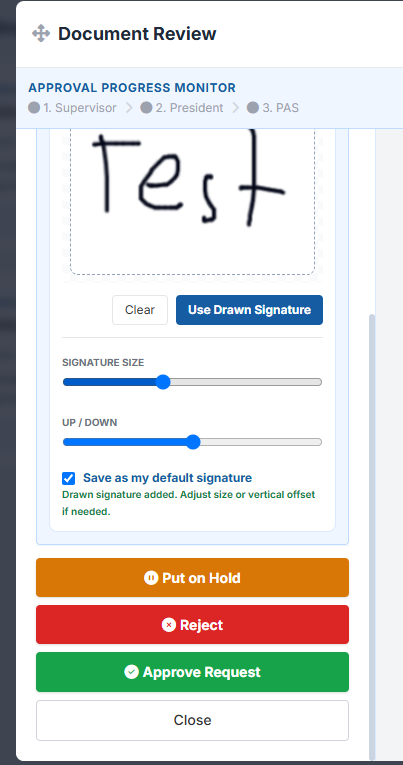 Document Review
APPROVAL PROGRESS MONITOR
1. Supervisor 2. President 3. PAS
Test
Clear Use Drawn Signature
SIGNATURE SIZE
UP / DOWN
Save as my default signature
Drawn signature added. Adjust size or vertical offset
if needed.
Put on Hold
Reject
Approve Request
Close